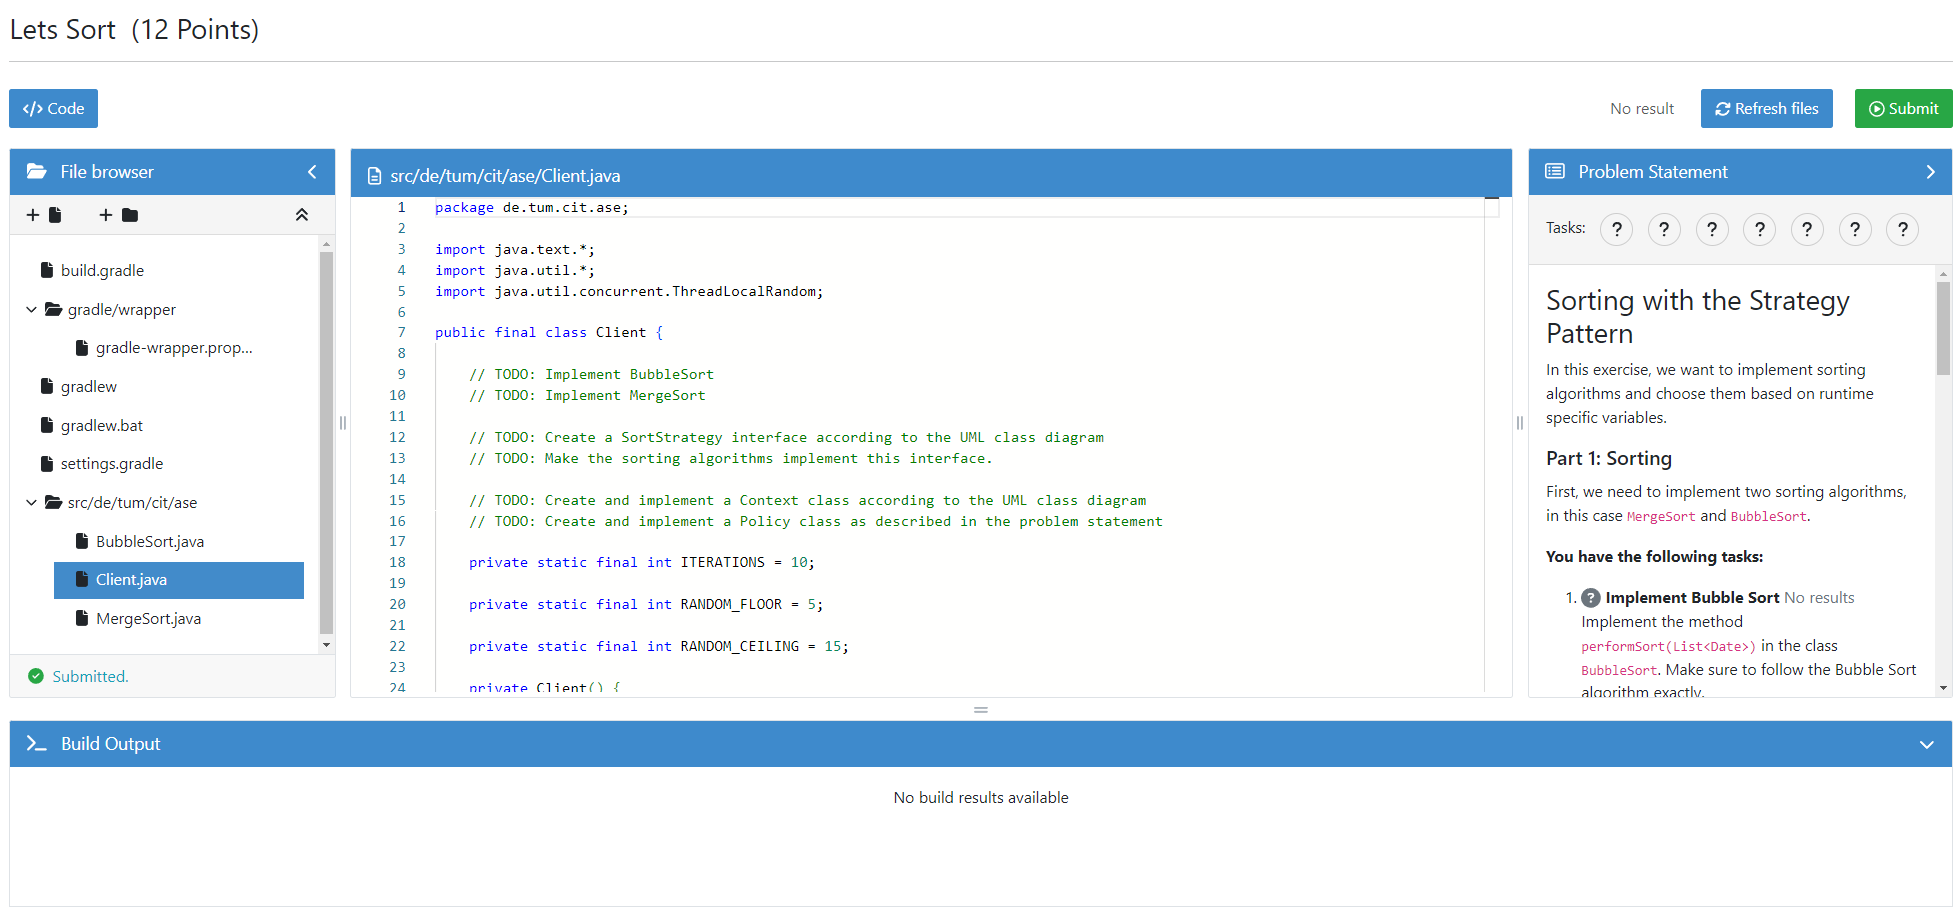 Lets Sort (12 Points)
</> Code
No result
Refresh files
Submit
File browser
build.gradle
gradle/wrapper
gradle-wrapper.prop...
gradlew
gradlew.bat
settings.gradle
src/de/tum/cit/ase
BubbleSort.java
Client.java
MergeSort.java
Submitted.
src/de/tum/cit/ase/Client.java
1 package de.tum.cit.ase;
2
3 import java.text.*;
4 import java.util.*;
5 import java.util.concurrent.ThreadLocalRandom;
6
7 public final class Client {
8
9 // TODO: Implement BubbleSort
10 // TODO: Implement MergeSort
11
12 // TODO: Create a SortStrategy interface according to the UML class diagram
13 // TODO: Make the sorting algorithms implement this interface.
14
15 // TODO: Create and implement a Context class according to the UML class diagram
16 // TODO: Create and implement a Policy class as described in the problem statement
17
18 private static final int ITERATIONS = 10;
19
20 private static final int RANDOM_FLOOR = 5;
21
22 private static final int RANDOM_CEILING = 15;
23
24 private Client() {
Problem Statement
Tasks: ? ? ? ? ? ? ?
Sorting with the Strategy
Pattern
In this exercise, we want to implement sorting
algorithms and choose them based on runtime
specific variables.
Part 1: Sorting
First, we need to implement two sorting algorithms,
in this case MergeSort and BubbleSort.
You have the following tasks:
1. ? Implement Bubble Sort No results
Implement the method
performSort(List<Date>) in the class
BubbleSort. Make sure to follow the Bubble Sort
algorithm exactly.
Build Output
No build results available